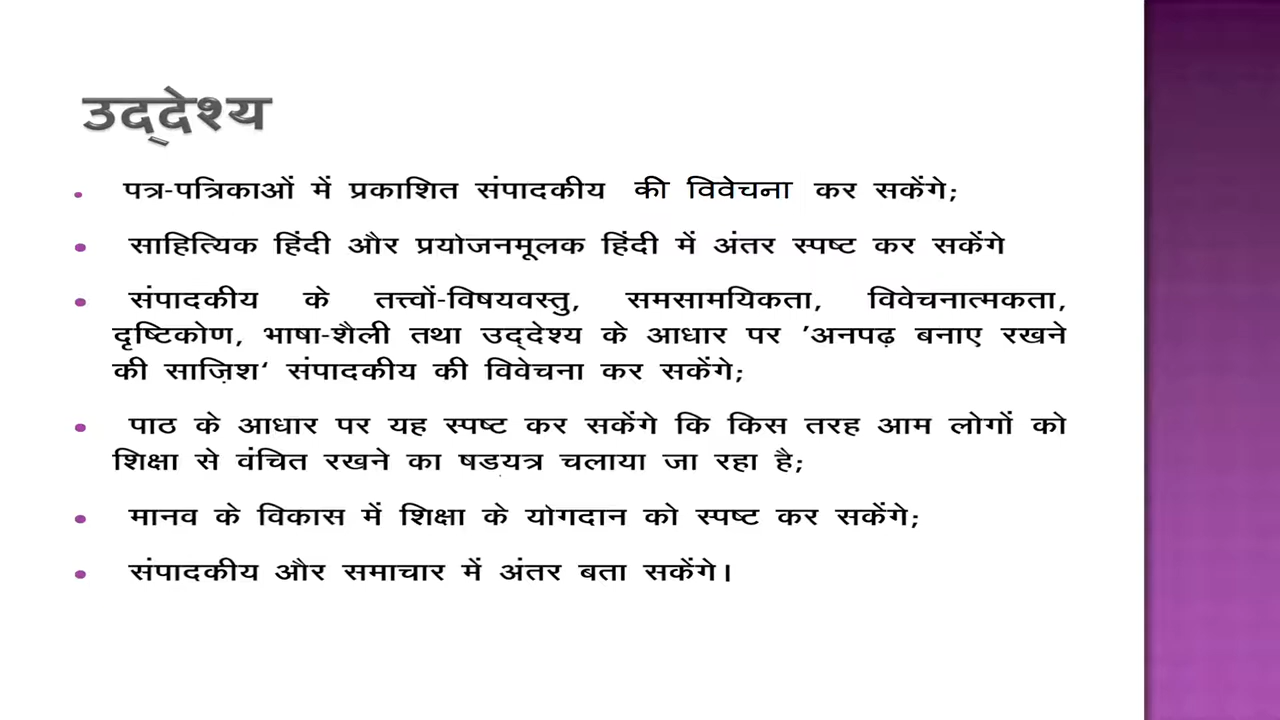 उद्देश्य
• पत्र-पत्रिकाओं में प्रकाशित संपादकीय की विवेचना कर सकेंगे;
• साहित्यिक हिंदी और प्रयोजनमूलक हिंदी में अंतर स्पष्ट कर सकेंगे
• संपादकीय के तत्त्वों-विषयवस्तु, समसामयिकता, विवेचनात्मकता,
दृष्टिकोण, भाषा-शैली तथा उद्देश्य के आधार पर ’अनपढ़ बनाए रखने
की साज़िश‘ संपादकीय की विवेचना कर सकेंगे;
• पाठ के आधार पर यह स्पष्ट कर सकेंगे कि किस तरह आम लोगों को
शिक्षा से वंचित रखने का षड़यत्र चलाया जा रहा है;
• मानव के विकास में शिक्षा के योगदान को स्पष्ट कर सकेंगे;
• संपादकीय और समाचार में अंतर बता सकेंगे।